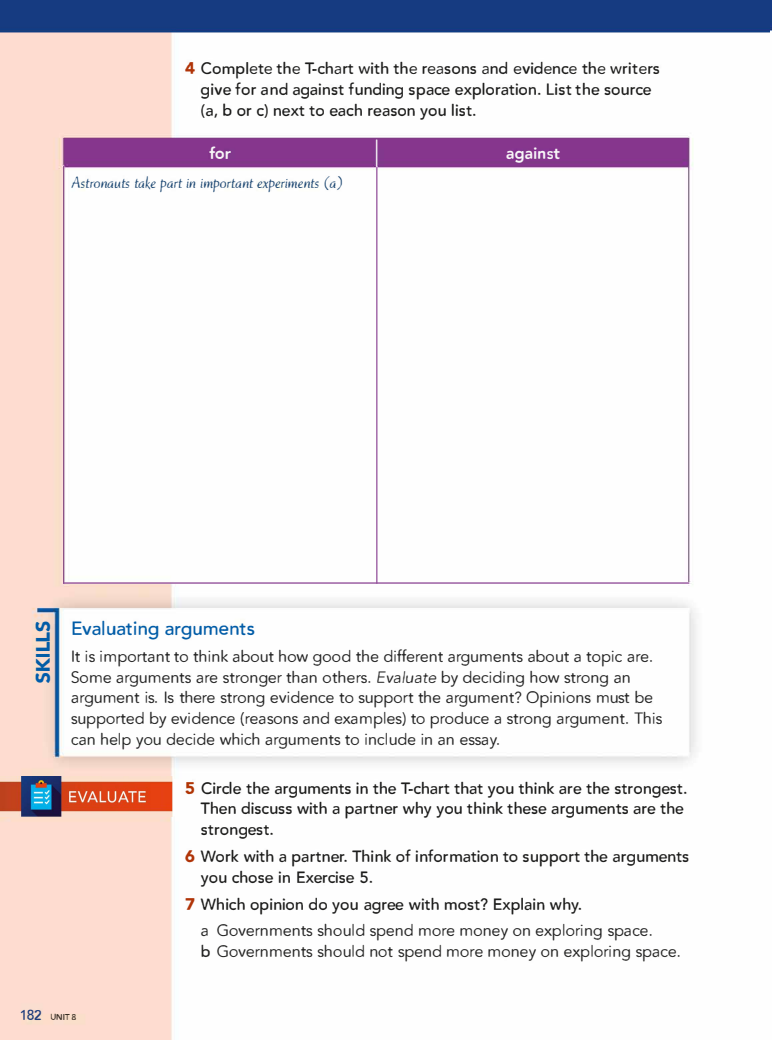 4 Complete the T-chart with the reasons and evidence the writers
give for and against funding space exploration. List the source
(a, b or c) next to each reason you list.
for
against
Astronauts take part in important experiments (a)
SKILLS
Evaluating arguments
It is important to think about how good the different arguments about a topic are.
Some arguments are stronger than others. Evaluate by deciding how strong an
argument is. Is there strong evidence to support the argument? Opinions must be
supported by evidence (reasons and examples) to produce a strong argument. This
can help you decide which arguments to include in an essay.
EVALUATE
5 Circle the arguments in the T-chart that you think are the strongest.
Then discuss with a partner why you think these arguments are the
strongest.
6 Work with a partner. Think of information to support the arguments
you chose in Exercise 5.
7 Which opinion do you agree with most? Explain why.
a Governments should spend more money on exploring space.
b Governments should not spend more money on exploring space.
182 UNIT 8